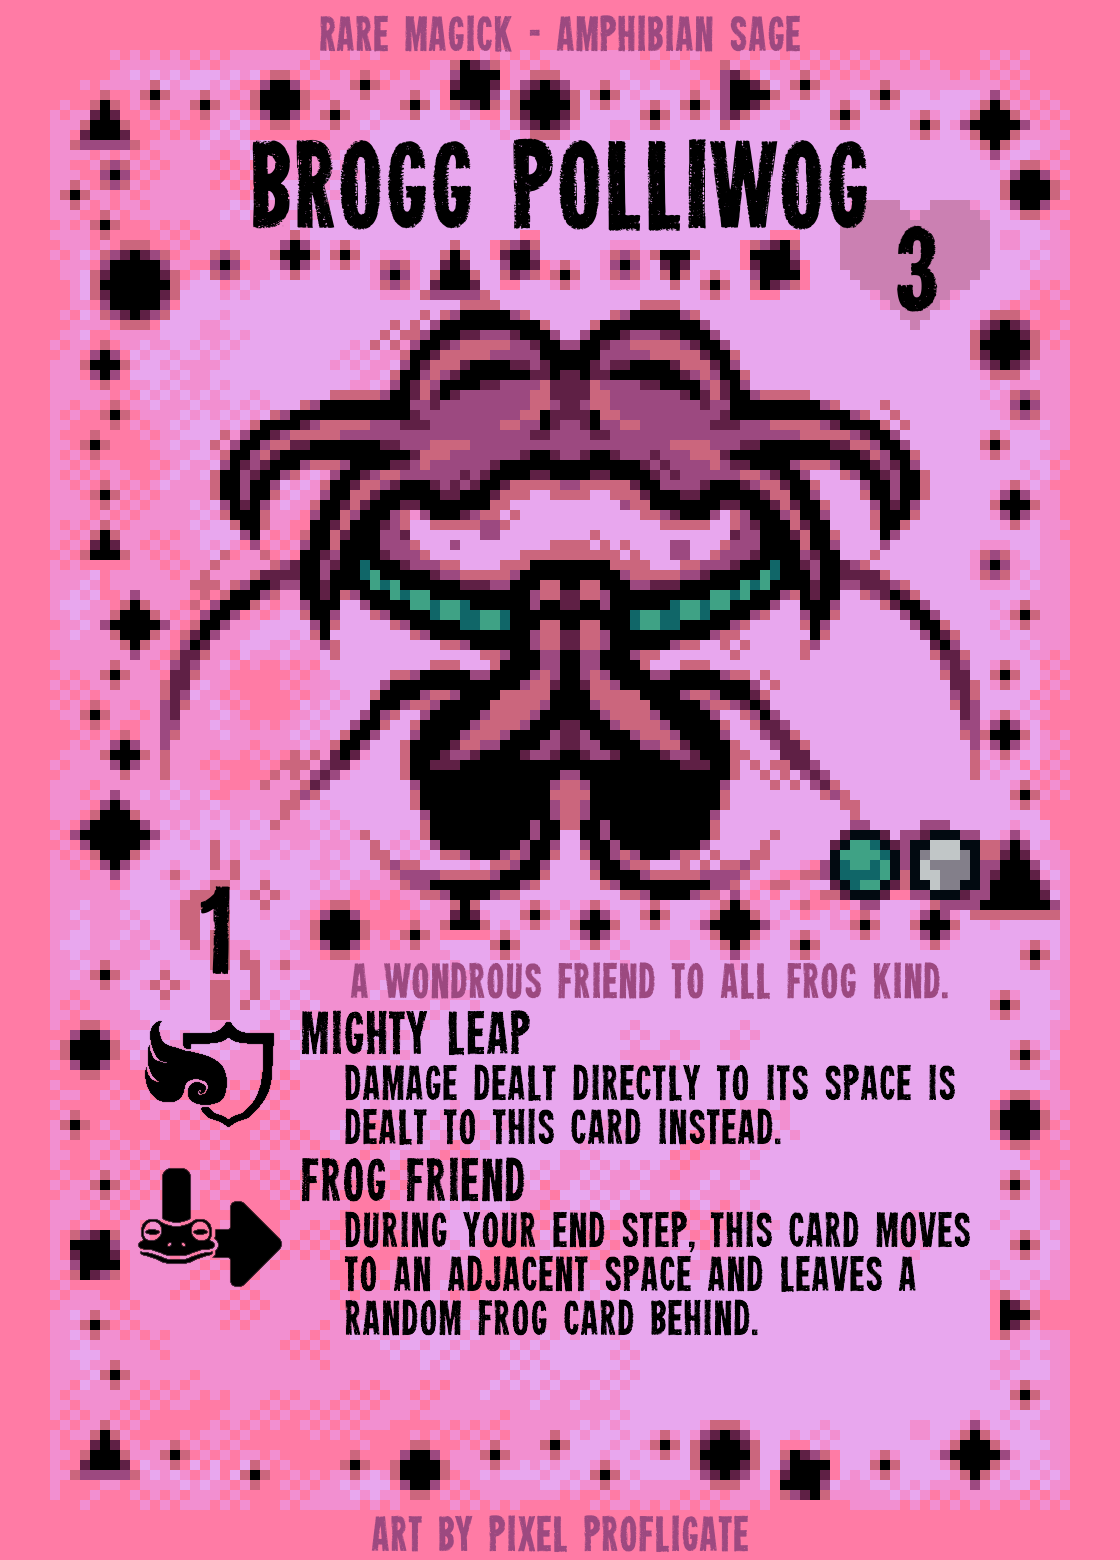 RARE MAGICK - AMPHIBIAN SAGE
BROGG POLLIWOG
3
1
A WONDROUS FRIEND TO ALL FROG KIND.
MIGHTY LEAP
DAMAGE DEALT DIRECTLY TO ITS SPACE IS
DEALT TO THIS CARD INSTEAD.
FROG FRIEND
DURING YOUR END STEP, THIS CARD MOVES
TO AN ADJACENT SPACE AND LEAVES A
RANDOM FROG CARD BEHIND.
ART BY PIXEL PROFLIGATE